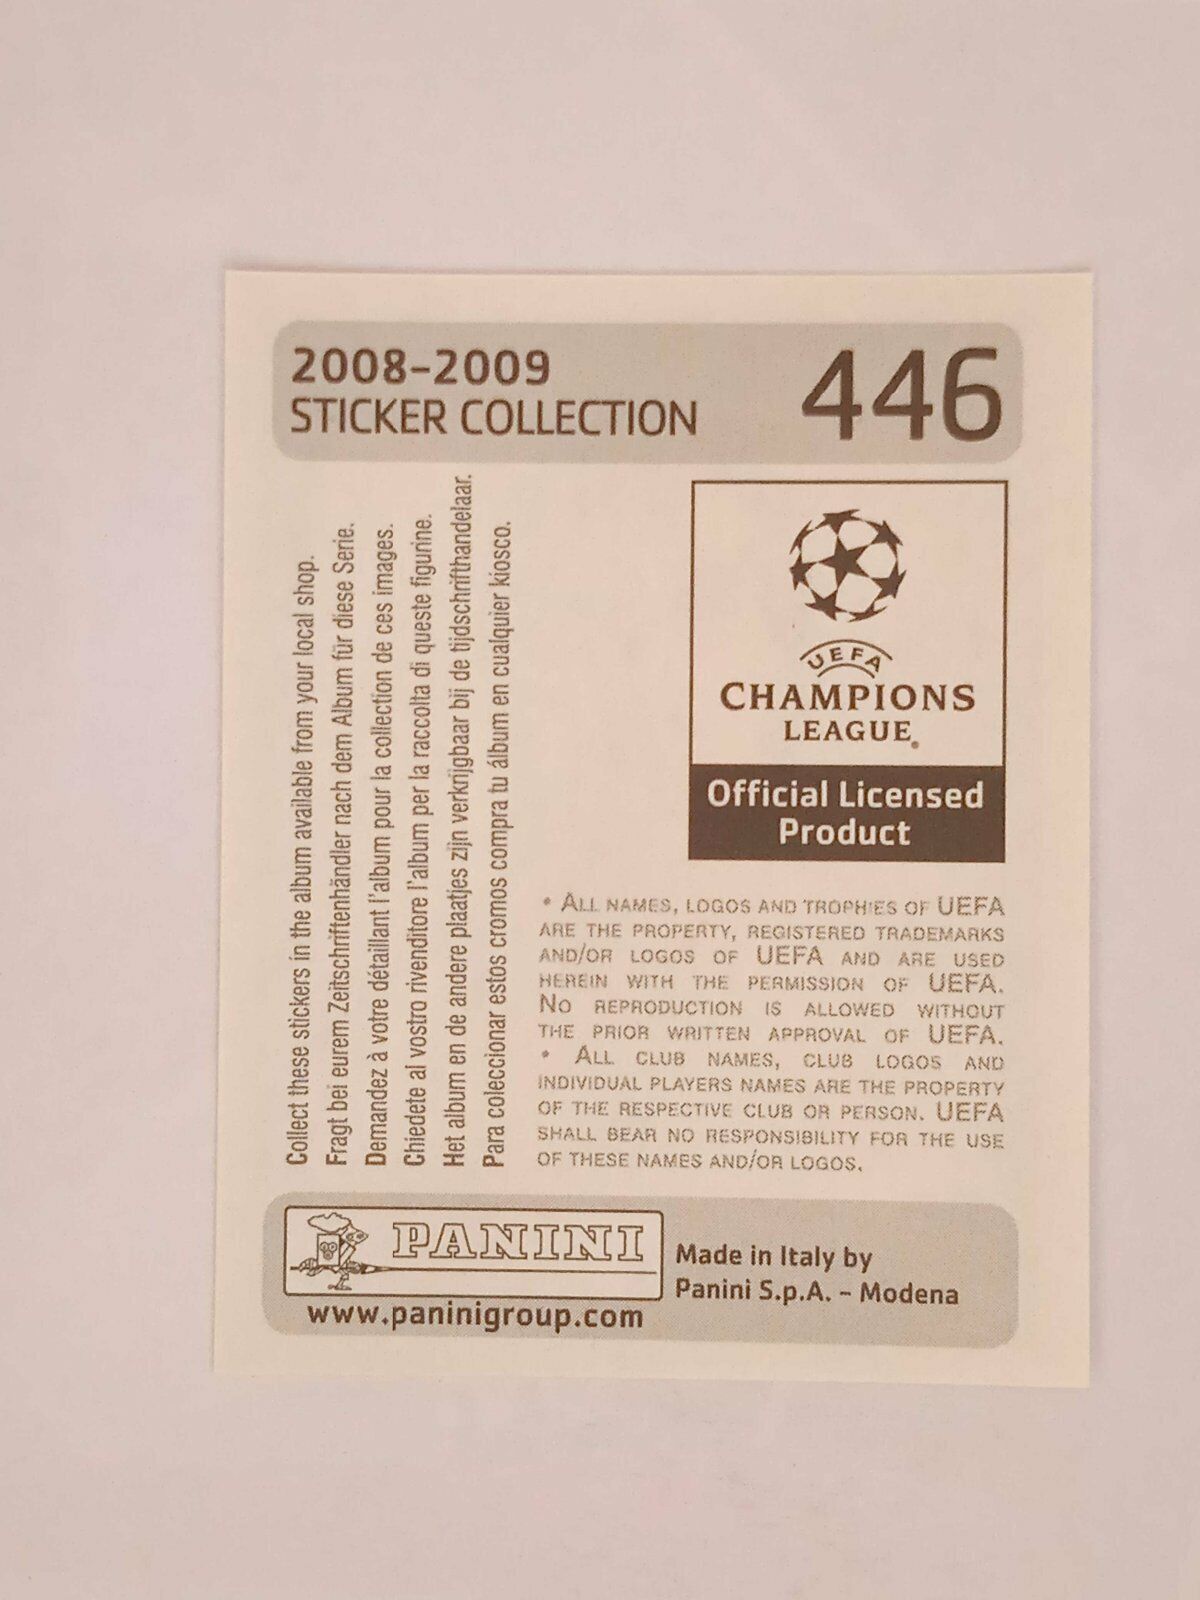 2008-2009
STICKER COLLECTION
446
Collect these stickers in the album available from your local shop.
Fragt bei eurem Zeitschriftenhändler nach dem Album für diese Serie.
Demandez à votre détaillant l'album pour la collection de ces images.
Chiedete al vostro rivenditore l'album per la raccolta di queste figurine.
Het album en de andere plaatjes zijn verkrijgbaar bij de tijdschrifthandelaar.
Para coleccionar estos cromos compra tu álbum en cualquier kiosco.
UEFA
CHAMPIONS
LEAGUE®
Official Licensed
Product
• ALL NAMES, LOGOS AND TROPHIES OF UEFA
ARE THE PROPERTY, REGISTERED TRADEMARKS
AND/OR LOGOS OF UEFA AND ARE USED
HEREIN WITH THE PERMISSION OF UEFA.
NO REPRODUCTION IS ALLOWED WITHOUT
THE PRIOR WRITTEN APPROVAL OF UEFA.
• ALL CLUB NAMES, CLUB LOGOS AND
INDIVIDUAL PLAYERS NAMES ARE THE PROPERTY
OF THE RESPECTIVE CLUB OR PERSON. UEFA
SHALL BEAR NO RESPONSIBILITY FOR THE USE
OF THESE NAMES AND/OR LOGOS.
PANINI
www.paninigroup.com
Made in Italy by
Panini S.p.A. - Modena